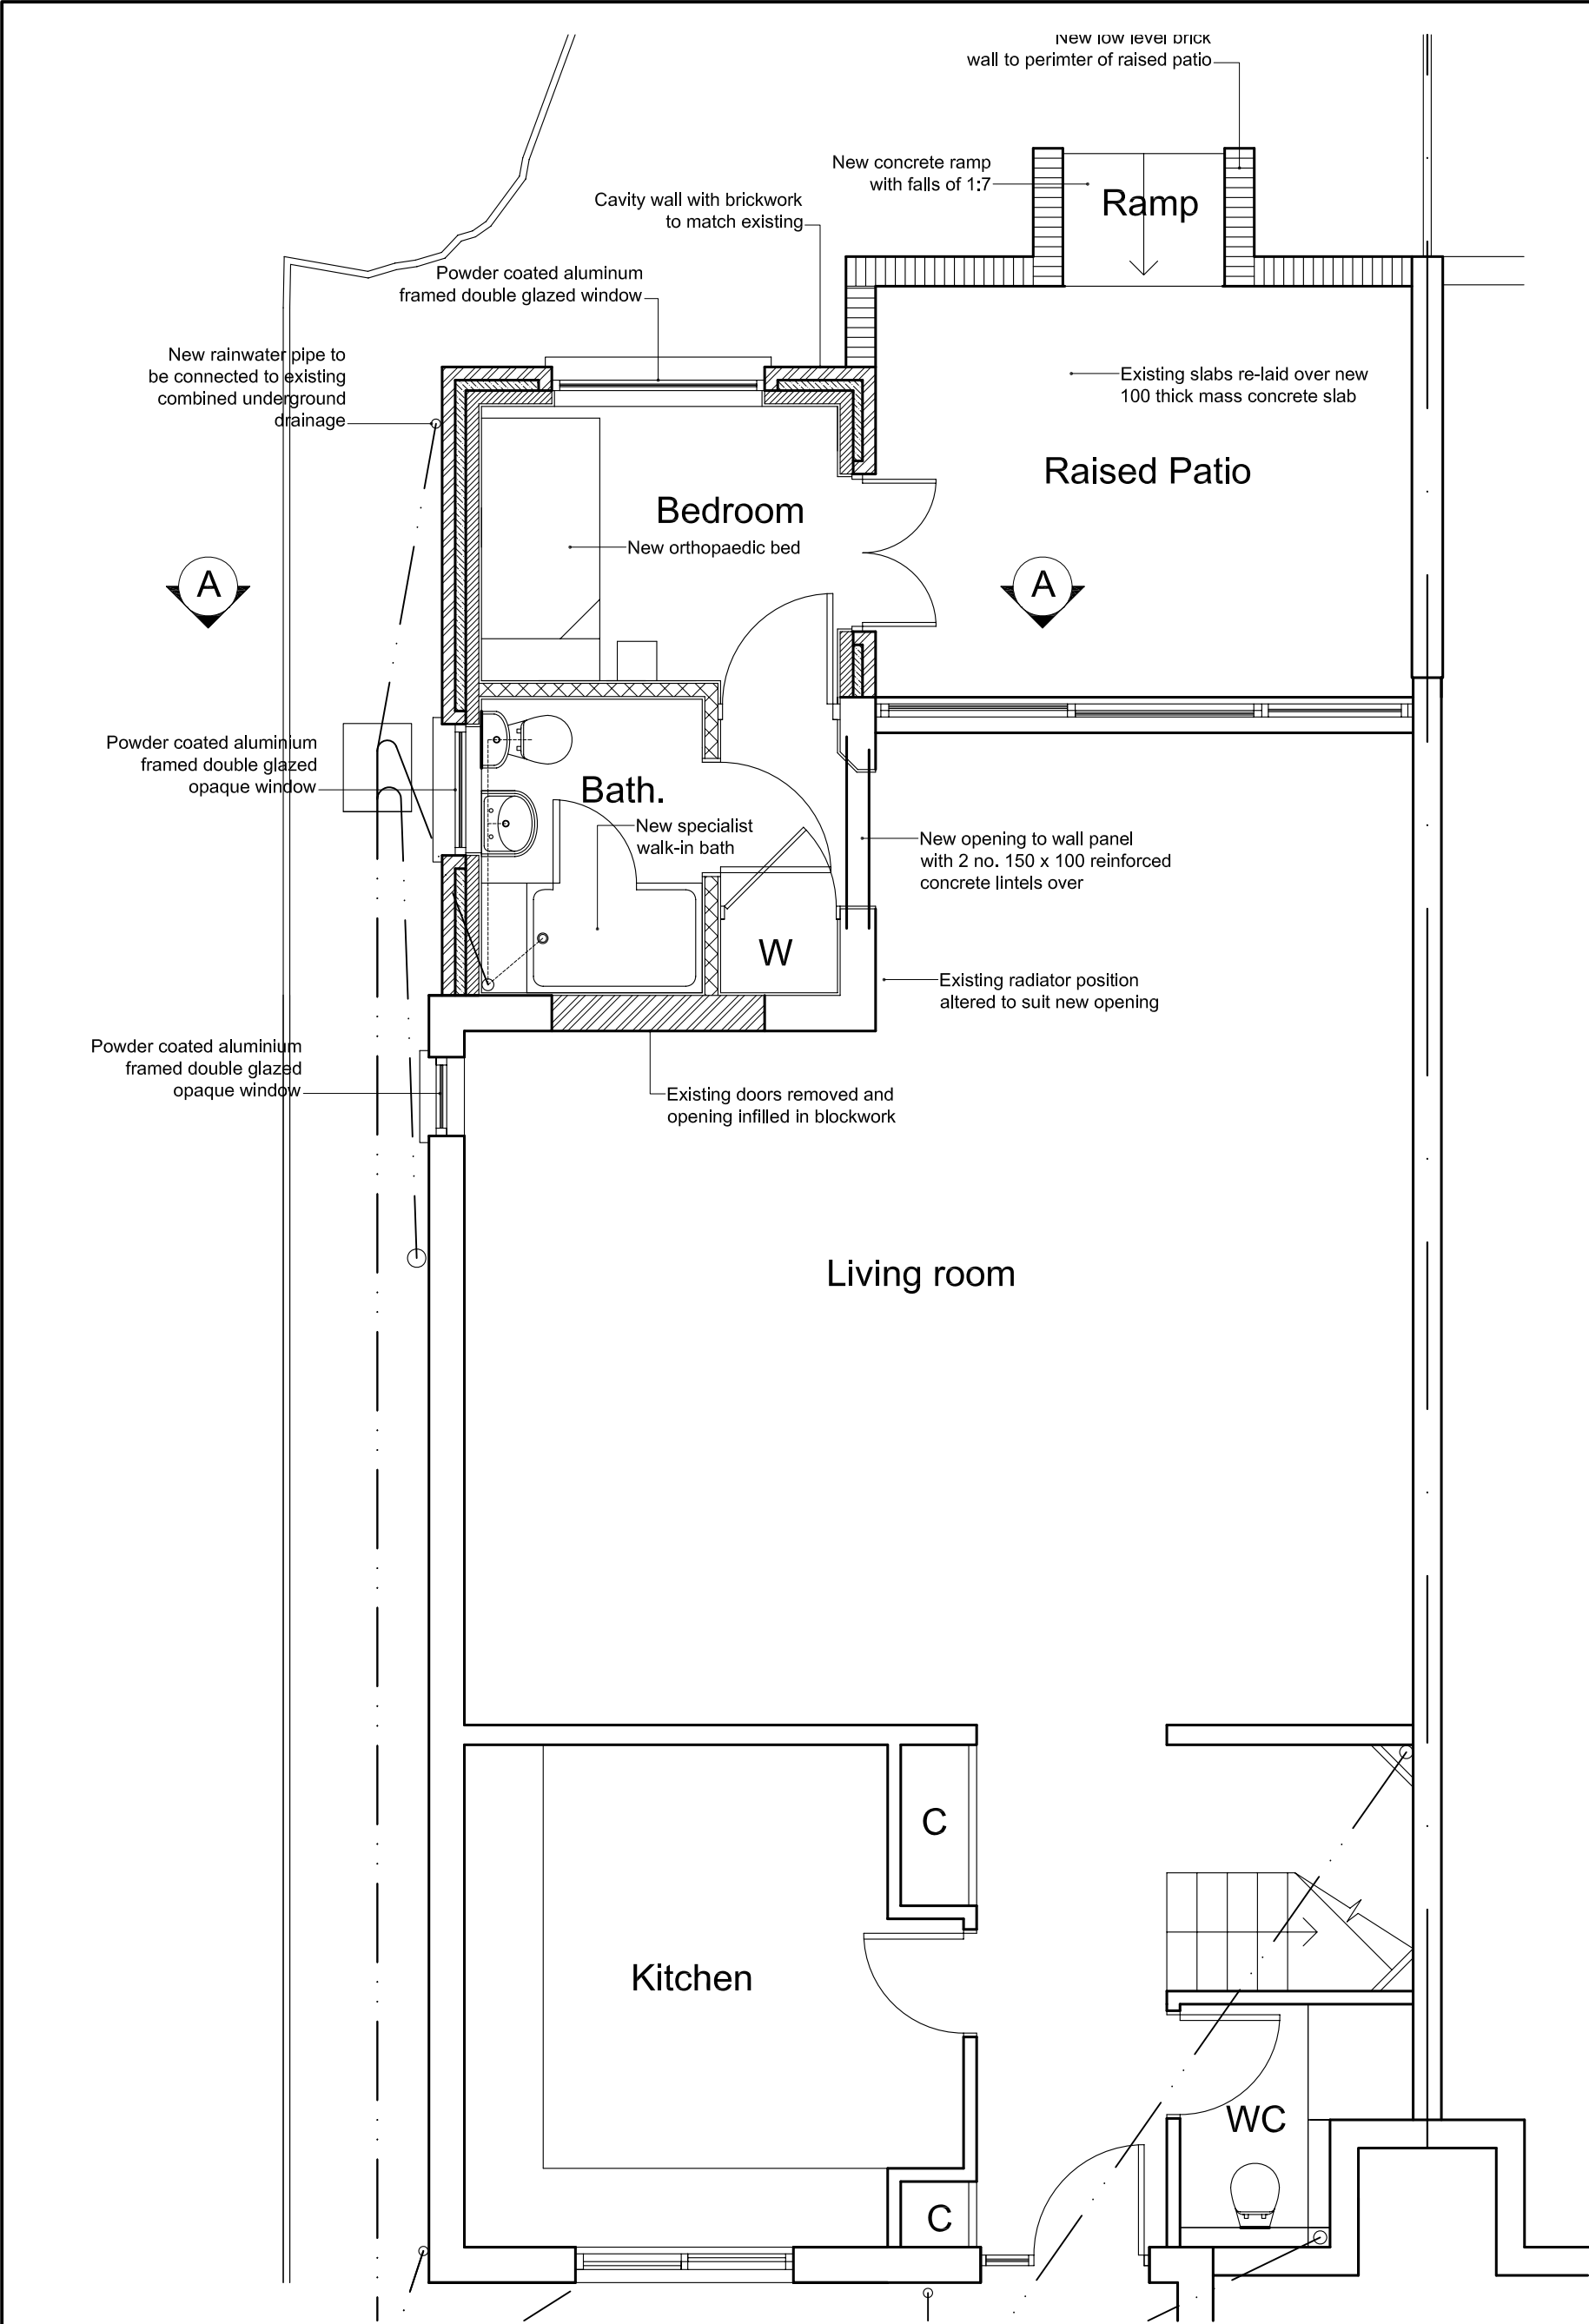 New low level brick
wall to perimter of raised patio
New concrete ramp
with falls of 1:7
Ramp
Cavity wall with brickwork
to match existing
Powder coated aluminum
framed double glazed window
New rainwater pipe to
be connected to existing
combined underground
drainage
Existing slabs re-laid over new
100 thick mass concrete slab
Raised Patio
Bedroom
New orthopaedic bed
A
A
Powder coated aluminium
framed double glazed
opaque window
Bath.
New specialist
walk-in bath
New opening to wall panel
with 2 no. 150 x 100 reinforced
concrete lintels over
W
Existing radiator position
altered to suit new opening
Powder coated aluminium
framed double glazed
opaque window
Existing doors removed and
opening infilled in blockwork
Living room
C
Kitchen
WC
C